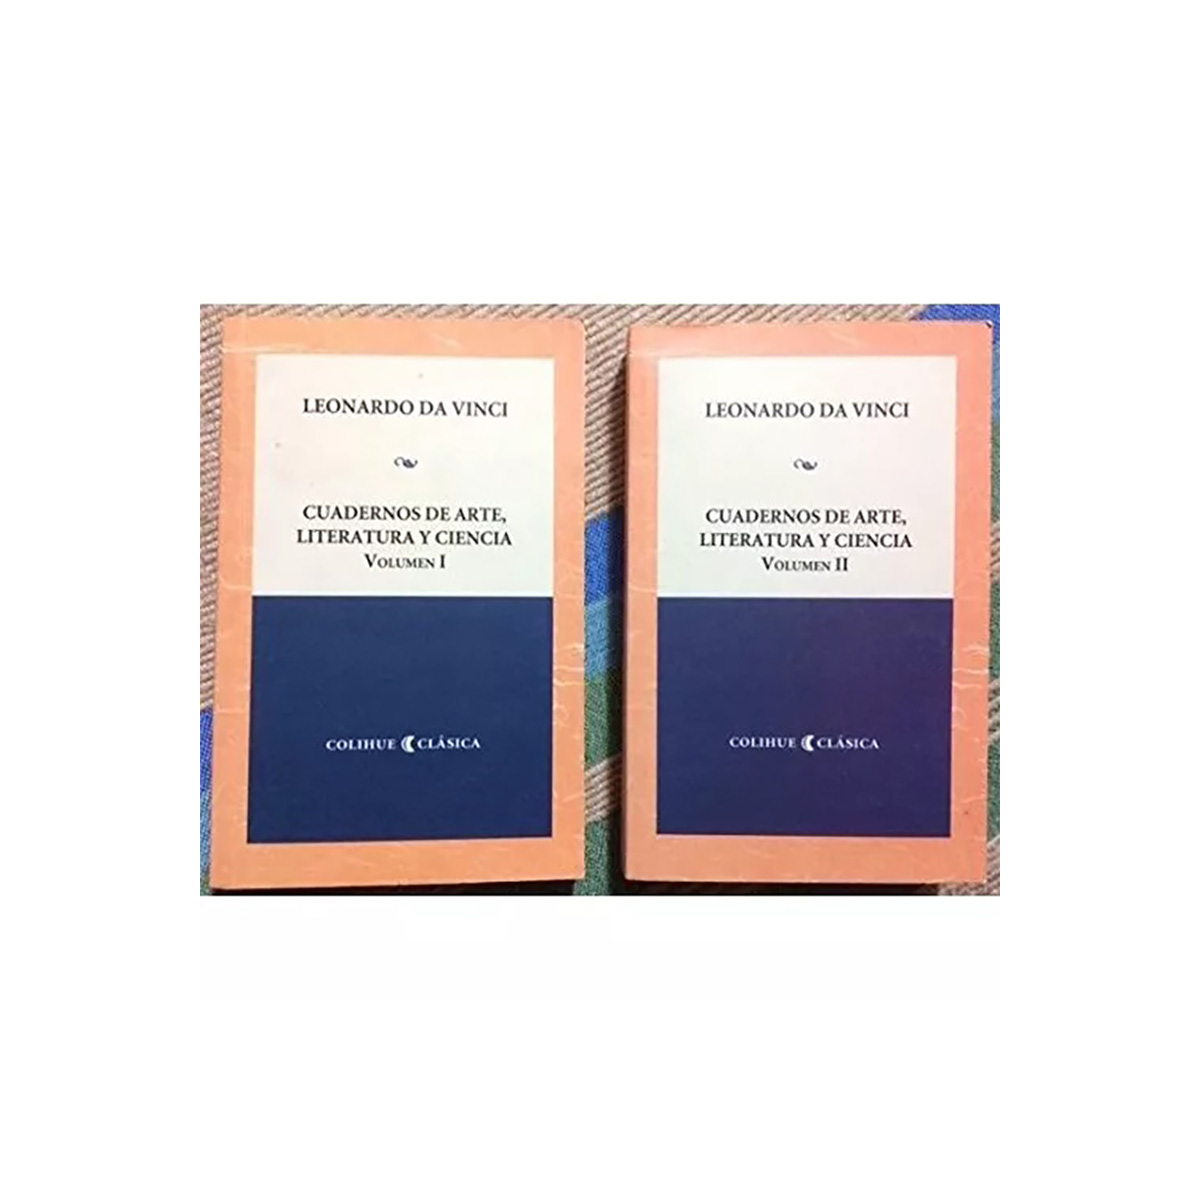 LEONARDO DA VINCI
CUADERNOS DE ARTE,
LITERATURA Y CIENCIA
VOLUMEN I
COLIHUE CLÁSICA
LEONARDO DA VINCI
CUADERNOS DE ARTE,
LITERATURA Y CIENCIA
VOLUMEN II
COLIHUE CLÁSICA